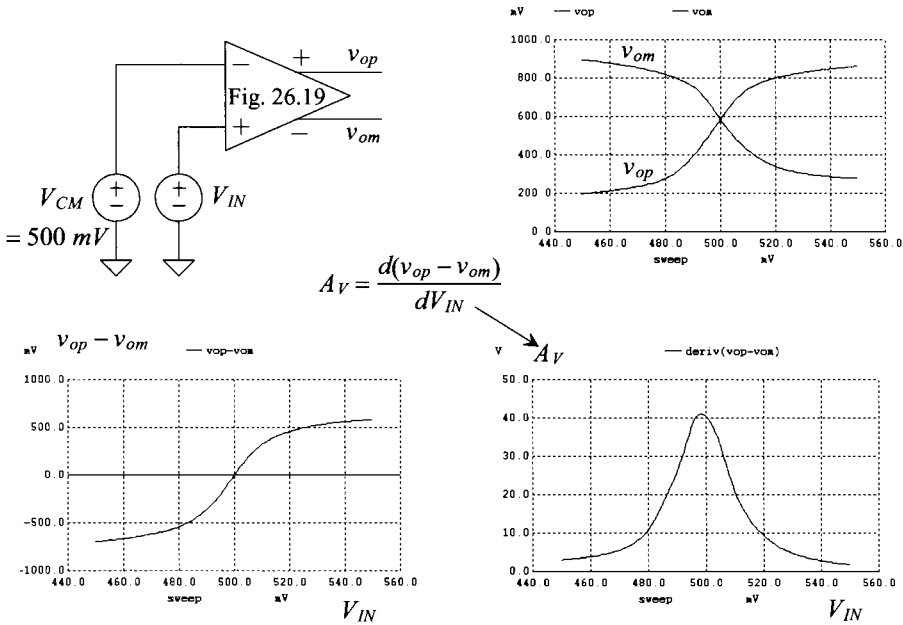 + v_op
−
Fig. 26.19
+
− v_om
V_CM + −
+ − V_IN
= 500 mV
mV — vop — vom
1000.0
800.0
600.0
400.0
200.0
0.0
v_om
v_op
440.0 460.0 480.0 500.0 520.0 540.0 560.0
sweep mV
A_V = d(v_op − v_om) / dV_IN
mV v_op − v_om — vop-vom
1000.0
500.0
0.0
-500.0
-1000.0
440.0 460.0 480.0 500.0 520.0 540.0 560.0
sweep mV
V_IN
V A_V — deriv(vop-vom)
50.0
40.0
30.0
20.0
10.0
0.0
440.0 460.0 480.0 500.0 520.0 540.0 560.0
sweep mV
V_IN